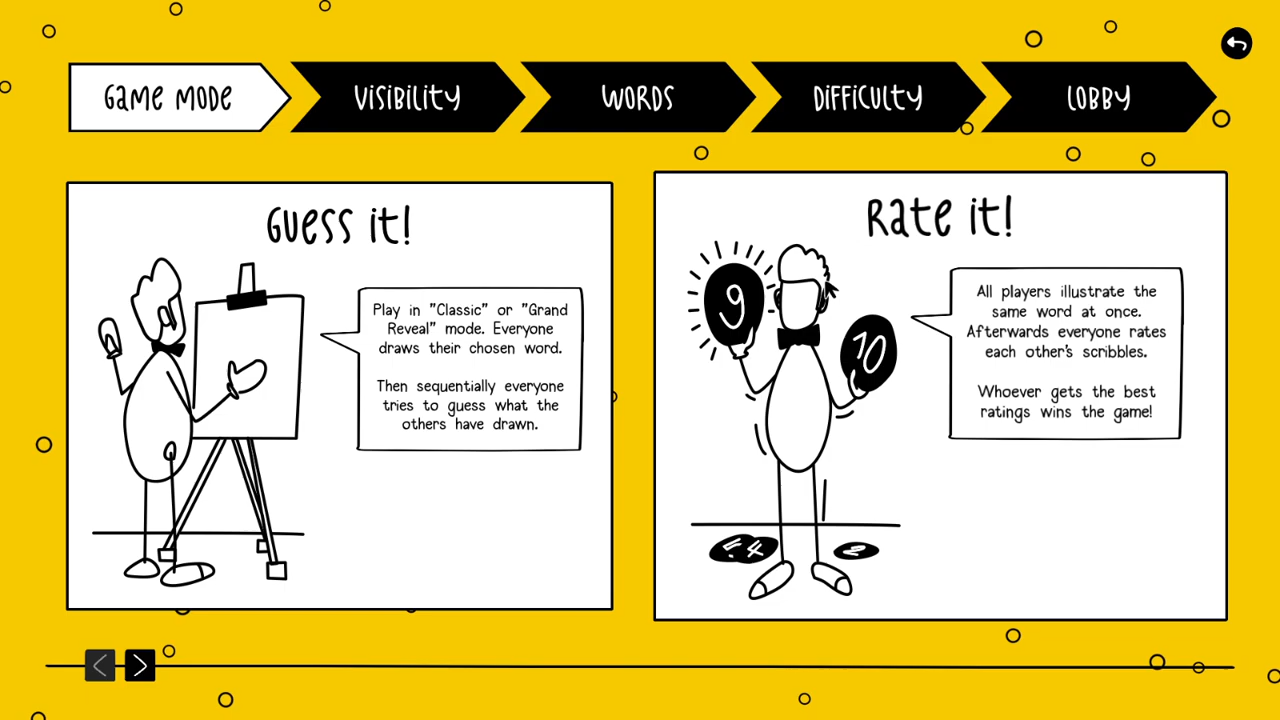 Game Mode
Visibility
Words
Difficulty
Lobby
Guess it!
Play in "Classic" or "Grand
Reveal" mode. Everyone
draws their chosen word.
Then sequentially everyone
tries to guess what the
others have drawn.
Rate it!
9
10
All players illustrate the
same word at once.
Afterwards everyone rates
each other's scribbles.
Whoever gets the best
ratings wins the game!
4
2